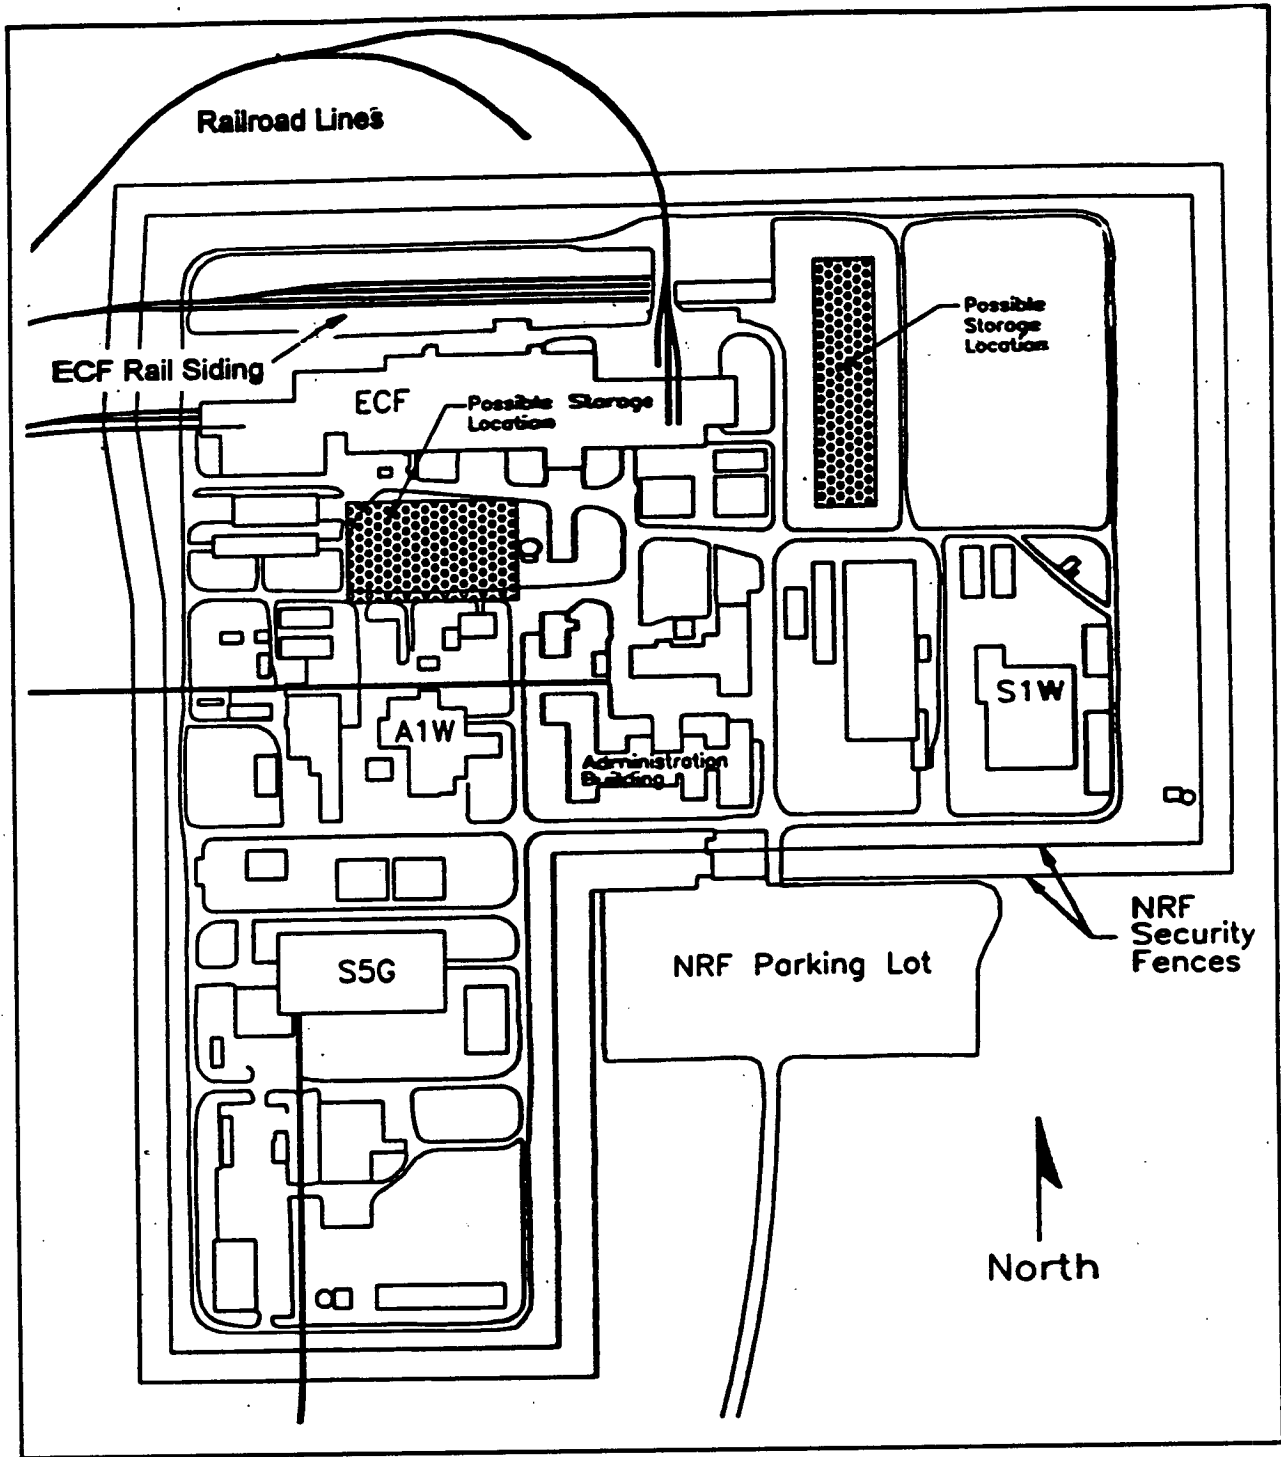 Railroad Lines
Possible
Storage
Location
ECF Rail Siding
ECF
Possible Storage
Location
S1W
A1W
Administration
Building
NRF
Security
Fences
NRF Parking Lot
S5G
North